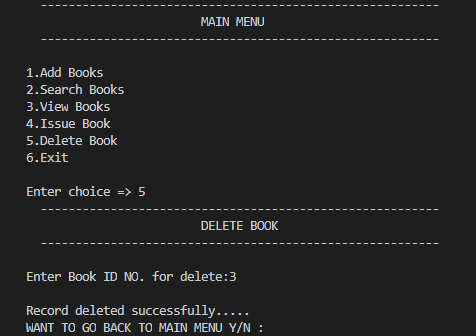 ---------------------------------------------------------
MAIN MENU
---------------------------------------------------------
1.Add Books
2.Search Books
3.View Books
4.Issue Book
5.Delete Book
6.Exit
Enter choice => 5
---------------------------------------------------------
DELETE BOOK
---------------------------------------------------------
Enter Book ID NO. for delete:3
Record deleted successfully.....
WANT TO GO BACK TO MAIN MENU Y/N :